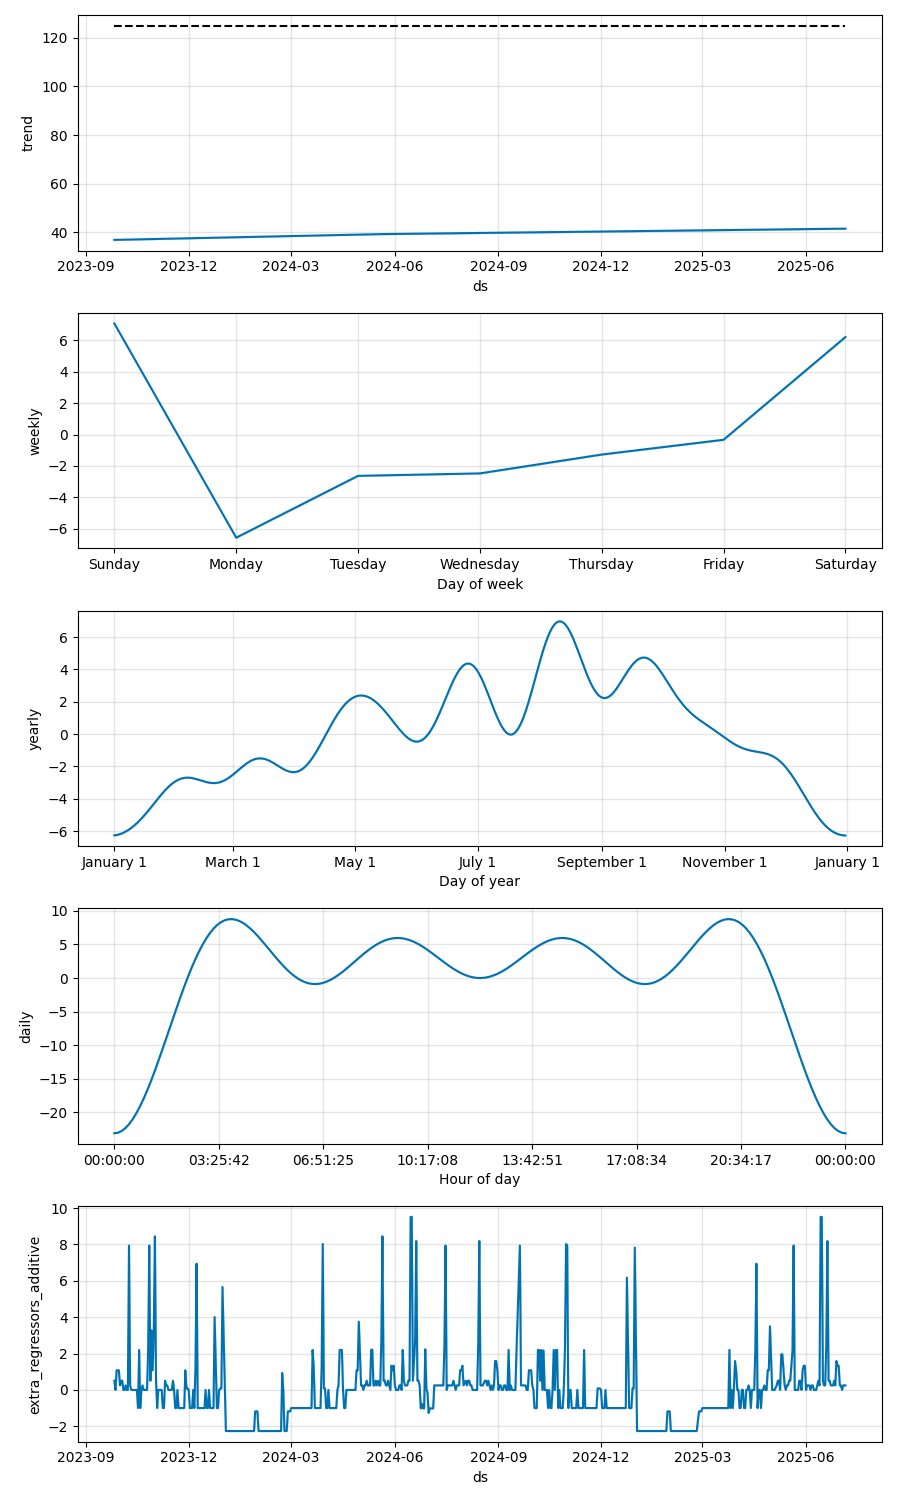 120
100
80
60
40
trend
2023-09 2023-12 2024-03 2024-06 2024-09 2024-12 2025-03 2025-06
ds
6
4
2
0
−2
−4
−6
weekly
Sunday Monday Tuesday Wednesday Thursday Friday Saturday
Day of week
6
4
2
0
−2
−4
−6
yearly
January 1 March 1 May 1 July 1 September 1 November 1 January 1
Day of year
10
5
0
−5
−10
−15
−20
daily
00:00:00 03:25:42 06:51:25 10:17:08 13:42:51 17:08:34 20:34:17 00:00:00
Hour of day
10
8
6
4
2
0
−2
extra_regressors_additive
2023-09 2023-12 2024-03 2024-06 2024-09 2024-12 2025-03 2025-06
ds